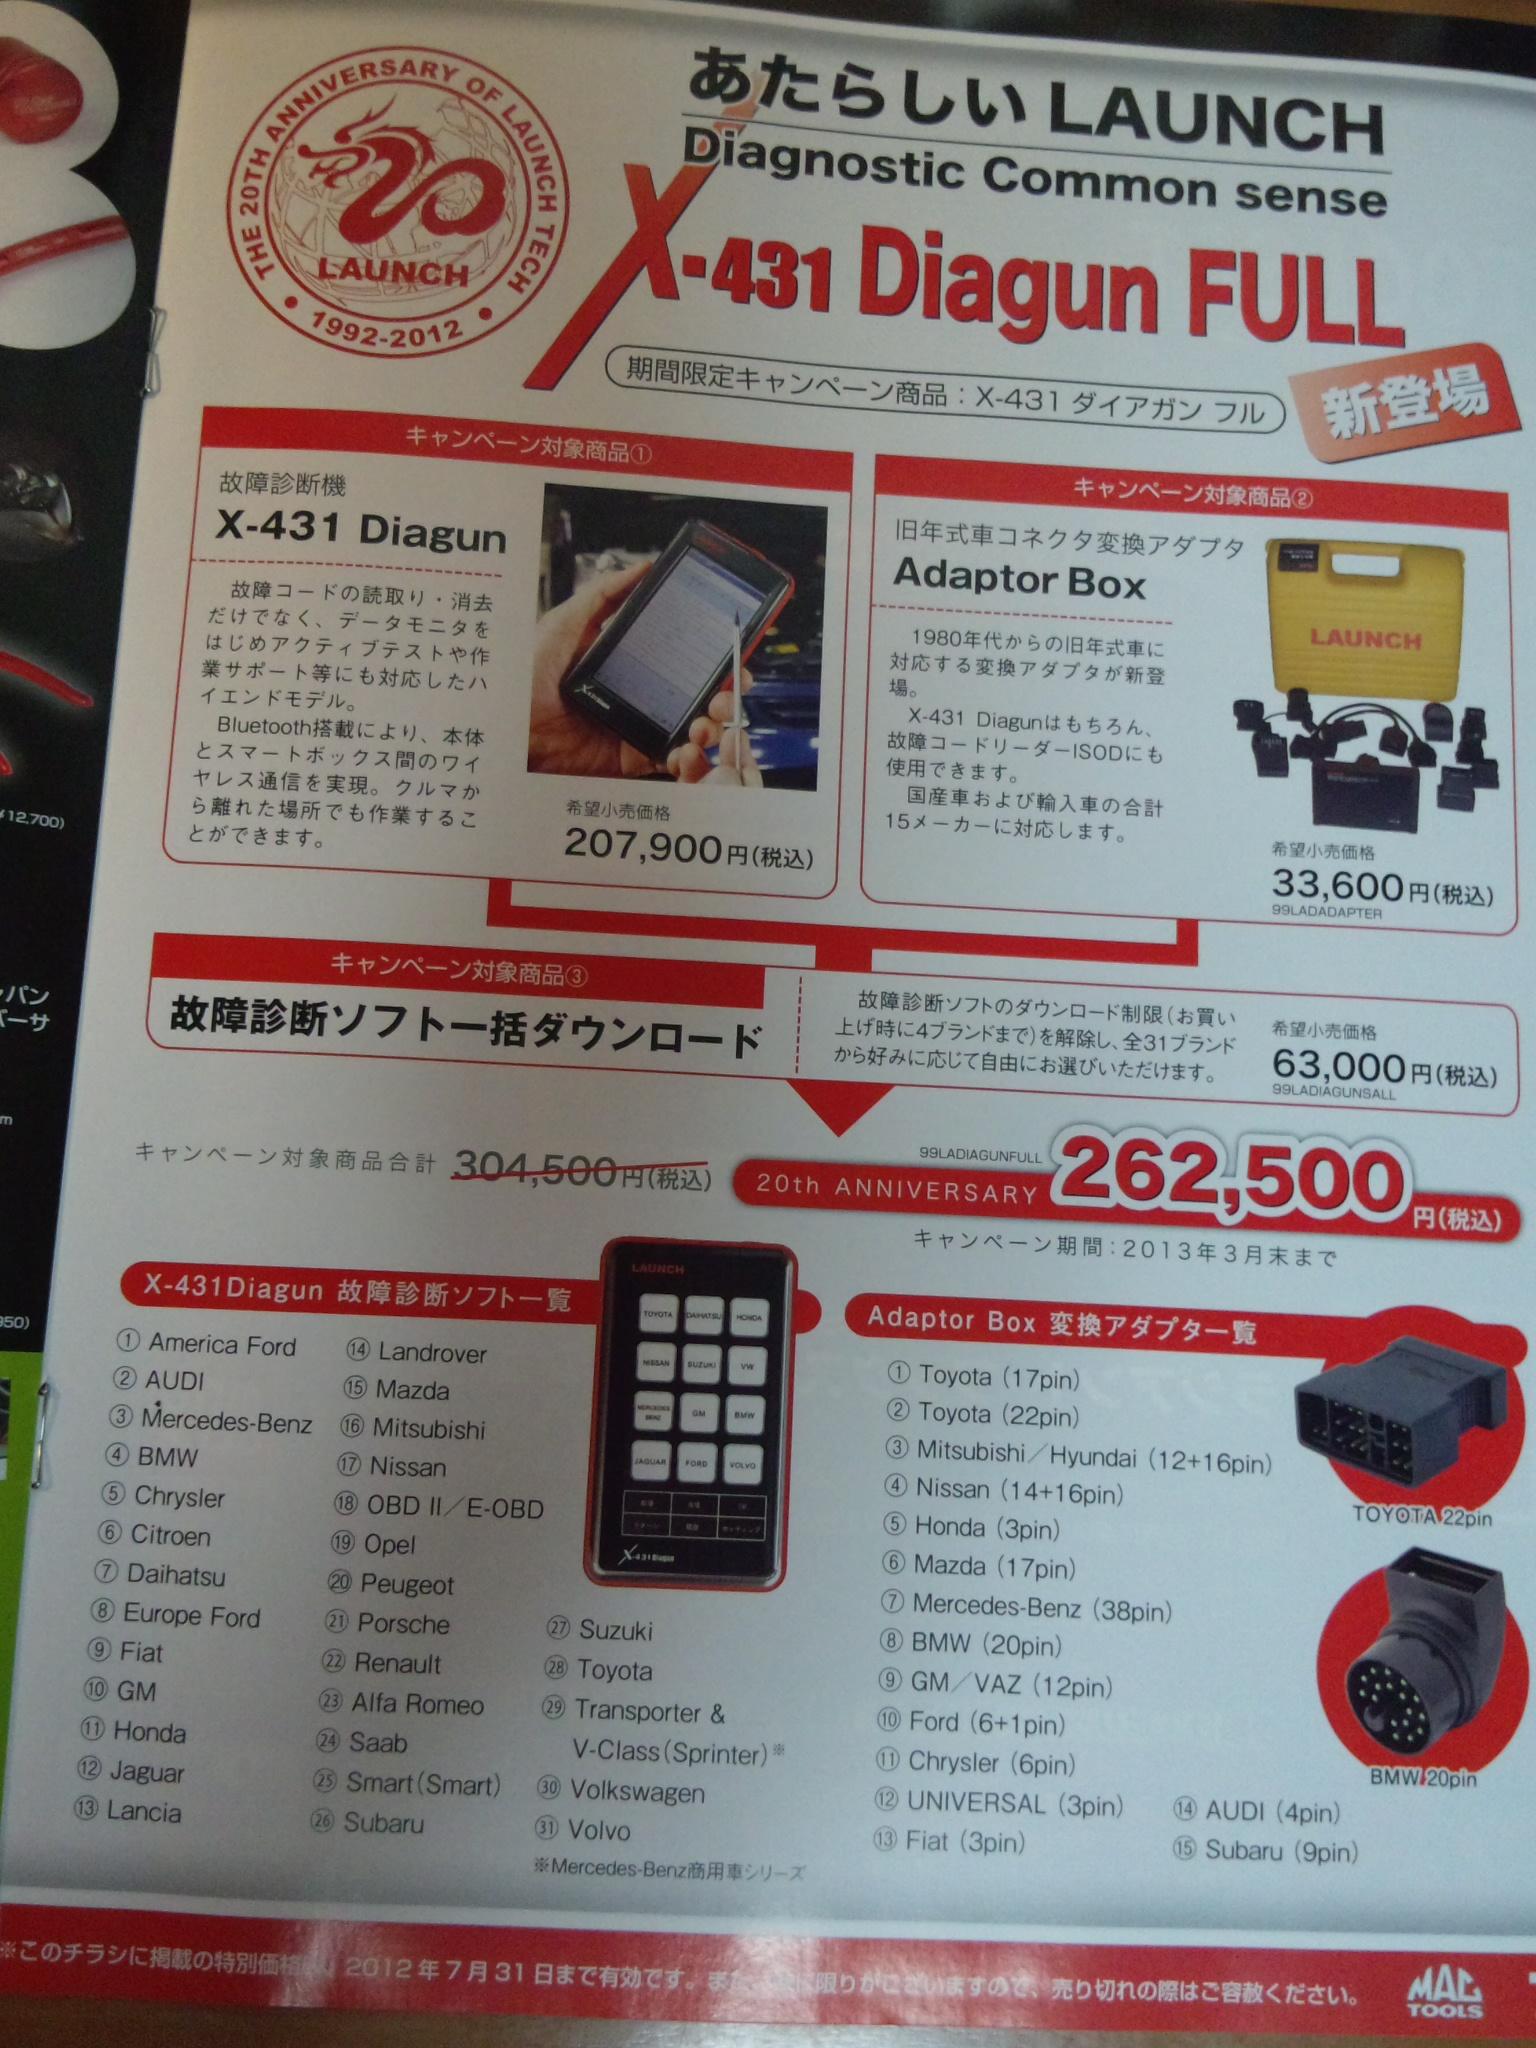 THE 20TH ANNIVERSARY OF LAUNCH TECH
LAUNCH
1992-2012
あたらしい LAUNCH
Diagnostic Common sense
X-431 Diagun FULL
期間限定キャンペーン商品：X-431 ダイアガン フル
新登場
キャンペーン対象商品①
故障診断機
X-431 Diagun
故障コードの読取り・消去
だけでなく、データモニタを
はじめアクティブテストや作
業サポート等にも対応したハ
イエンドモデル。
Bluetooth搭載により、本体
とスマートボックス間のワイ
ヤレス通信を実現。クルマか
ら離れた場所でも作業するこ
とができます。
希望小売価格
207,900円(税込)
キャンペーン対象商品②
旧年式車コネクタ変換アダプタ
Adaptor Box
1980年代からの旧年式車に
対応する変換アダプタが新登
場。
X-431 Diagunはもちろん、
故障コードリーダーISODにも
使用できます。
国産車および輸入車の合計
15メーカーに対応します。
LAUNCH
希望小売価格
33,600円(税込)
99LADADAPTER
キャンペーン対象商品③
故障診断ソフト一括ダウンロード
故障診断ソフトのダウンロード制限(お買い
上げ時に4ブランドまで)を解除し、全31ブランド
から好みに応じて自由にお選びいただけます。
希望小売価格
63,000円(税込)
99LADIAGUNSALL
キャンペーン対象商品合計 304,500円(税込)
99LADIAGUNFULL
20th ANNIVERSARY 262,500円(税込)
キャンペーン期間：2013年3月末まで
X-431Diagun 故障診断ソフト一覧
① America Ford
② AUDI
③ Mercedes-Benz
④ BMW
⑤ Chrysler
⑥ Citroen
⑦ Daihatsu
⑧ Europe Ford
⑨ Fiat
⑩ GM
⑪ Honda
⑫ Jaguar
⑬ Lancia
⑭ Landrover
⑮ Mazda
⑯ Mitsubishi
⑰ Nissan
⑱ OBD II／E-OBD
⑲ Opel
⑳ Peugeot
㉑ Porsche
㉒ Renault
㉓ Alfa Romeo
㉔ Saab
㉕ Smart(Smart)
㉖ Subaru
㉗ Suzuki
㉘ Toyota
㉙ Transporter &
V-Class(Sprinter)※
㉚ Volkswagen
㉛ Volvo
※Mercedes-Benz商用車シリーズ
LAUNCH
TOYOTA DAIHATSU HONDA
NISSAN SUZUKI VW
MERCEDES BENZ GM BMW
JAGUAR FORD VOLVO
X-431Diagun
Adaptor Box 変換アダプター覧
① Toyota (17pin)
② Toyota (22pin)
③ Mitsubishi／Hyundai (12+16pin)
④ Nissan (14+16pin)
⑤ Honda (3pin)
⑥ Mazda (17pin)
⑦ Mercedes-Benz (38pin)
⑧ BMW (20pin)
⑨ GM／VAZ (12pin)
⑩ Ford (6+1pin)
⑪ Chrysler (6pin)
⑫ UNIVERSAL (3pin)
⑬ Fiat (3pin)
⑭ AUDI (4pin)
⑮ Subaru (9pin)
TOYOTA 22pin
BMW 20pin
※このチラシに掲載の特別価格 2012年7月31日まで有効です。また 限りがございますので、売り切れの際はご容赦ください。
MAC
TOOLS
¥12,700)
パン
バーサ
m
950)